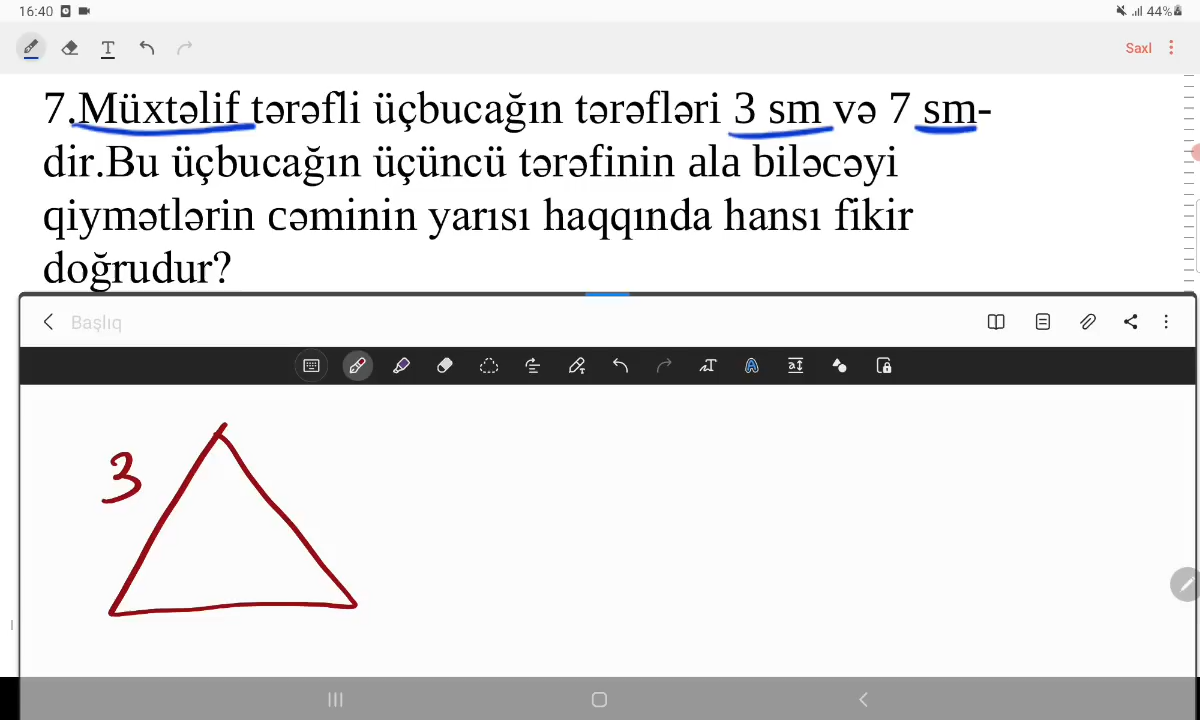 16:40 44%
Saxl
7.Müxtəlif tərəfli üçbucağın tərəfləri 3 sm və 7 sm-
dir.Bu üçbucağın üçüncü tərəfinin ala biləcəyi
qiymətlərin cəminin yarısı haqqında hansı fikir
doğrudur?
Başlıq
3